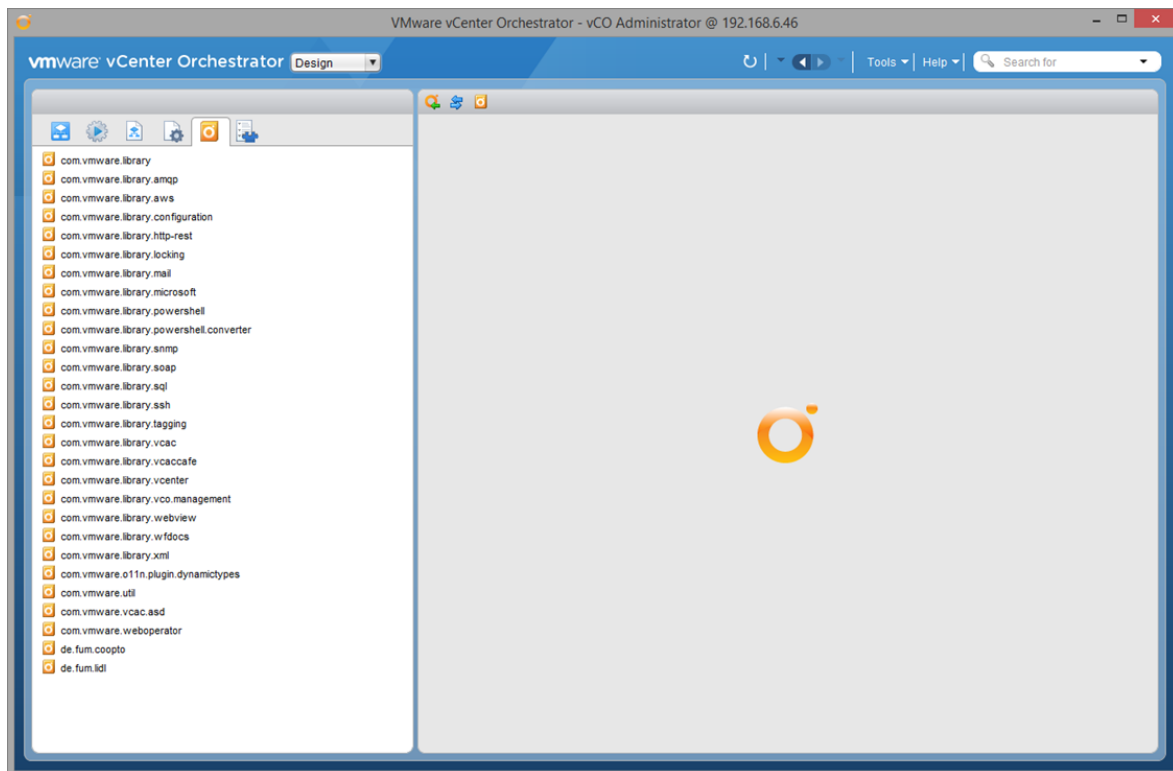 VMware vCenter Orchestrator - vCO Administrator @ 192.168.6.46
vmware vCenter Orchestrator Design Tools Help Search for
com.vmware.library
com.vmware.library.amqp
com.vmware.library.aws
com.vmware.library.configuration
com.vmware.library.http-rest
com.vmware.library.locking
com.vmware.library.mail
com.vmware.library.microsoft
com.vmware.library.powershell
com.vmware.library.powershell.converter
com.vmware.library.snmp
com.vmware.library.soap
com.vmware.library.sql
com.vmware.library.ssh
com.vmware.library.tagging
com.vmware.library.vcac
com.vmware.library.vcaccafe
com.vmware.library.vcenter
com.vmware.library.vco.management
com.vmware.library.webview
com.vmware.library.wfdocs
com.vmware.library.xml
com.vmware.o11n.plugin.dynamictypes
com.vmware.util
com.vmware.vcac.asd
com.vmware.weboperator
de.fum.coopto
de.fum.lidl